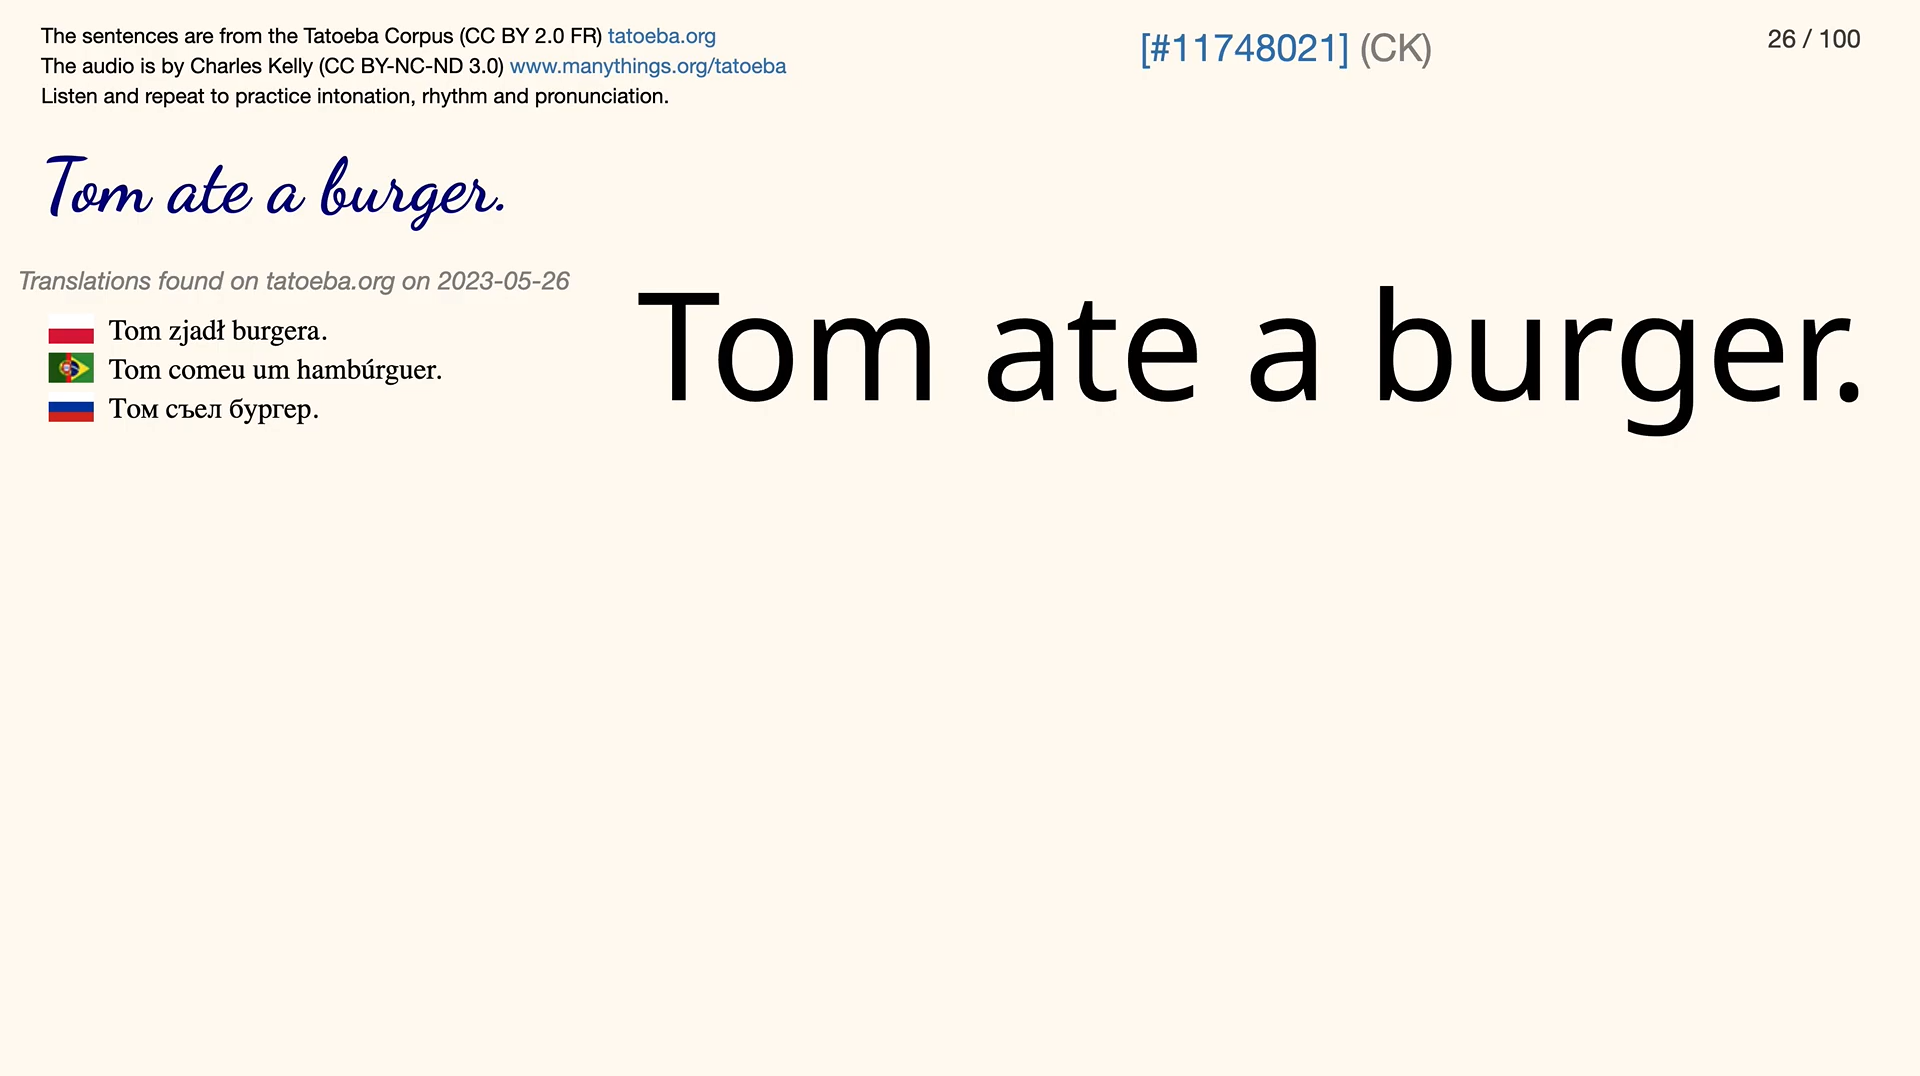 The sentences are from the Tatoeba Corpus (CC BY 2.0 FR) tatoeba.org
The audio is by Charles Kelly (CC BY-NC-ND 3.0) www.manythings.org/tatoeba
Listen and repeat to practice intonation, rhythm and pronunciation.
[#11748021] (CK)
26 / 100
Tom ate a burger.
Translations found on tatoeba.org on 2023-05-26
Tom zjadł burgera.
Tom comeu um hambúrguer.
Том съел бургер.
Tom ate a burger.